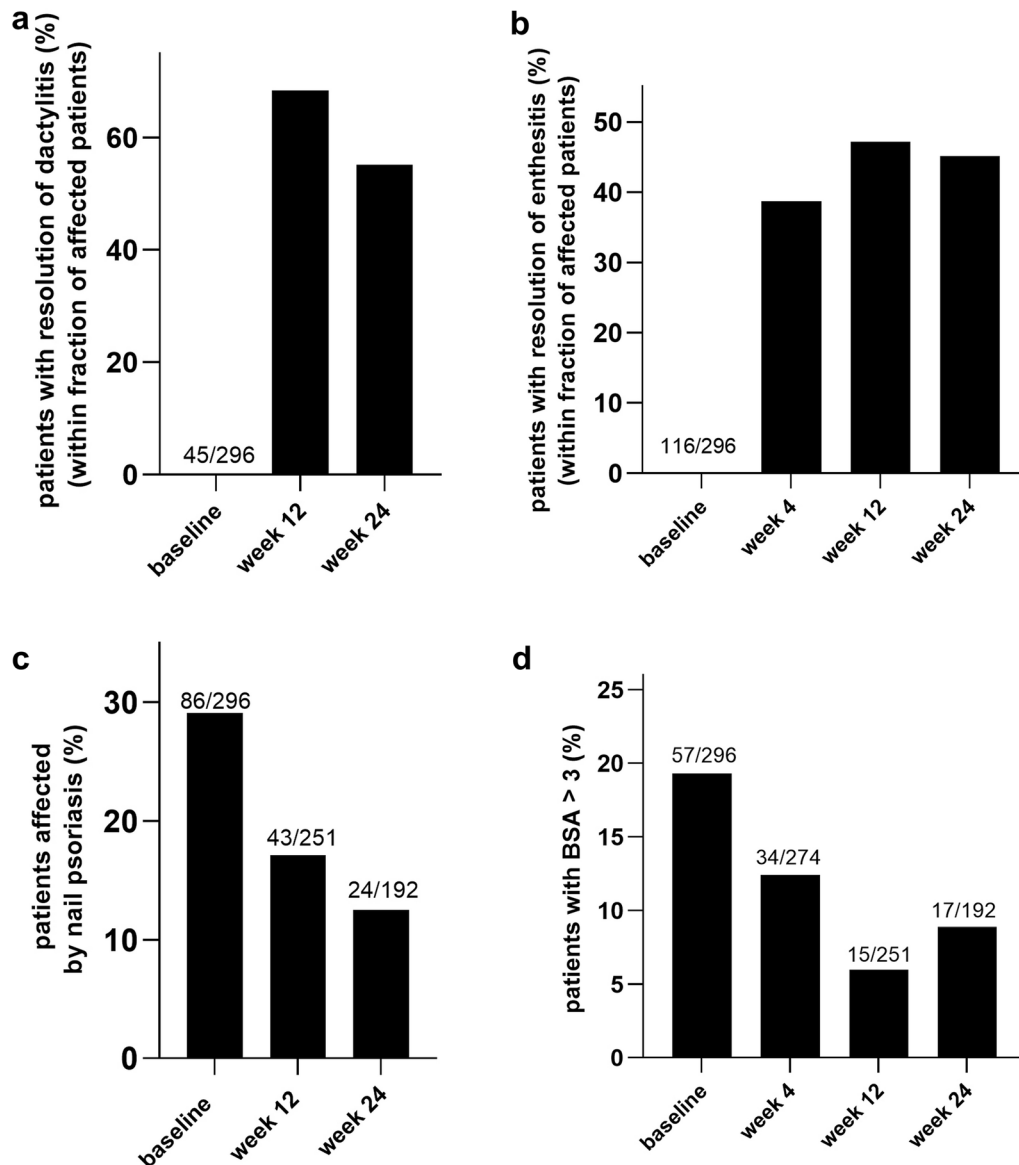 a
patients with resolution of dactylitis (%)
(within fraction of affected patients)
60
40
20
0
45/296
baseline
week 12
week 24
b
patients with resolution of enthesitis (%)
(within fraction of affected patients)
50
40
30
20
10
0
116/296
baseline
week 4
week 12
week 24
c
patients affected
by nail psoriasis (%)
30
20
10
0
86/296
43/251
24/192
baseline
week 12
week 24
d
patients with BSA > 3 (%)
25
20
15
10
5
0
57/296
34/274
15/251
17/192
baseline
week 4
week 12
week 24